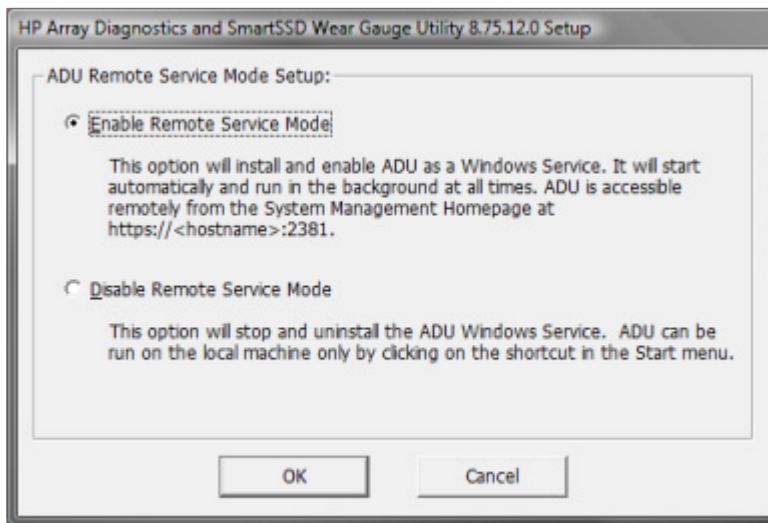 HP Array Diagnostics and SmartSSD Wear Gauge Utility 8.75.12.0 Setup
ADU Remote Service Mode Setup:
Enable Remote Service Mode
This option will install and enable ADU as a Windows Service. It will start
automatically and run in the background at all times. ADU is accessible
remotely from the System Management Homepage at
https://<hostname>:2381.
Disable Remote Service Mode
This option will stop and uninstall the ADU Windows Service.  ADU can be
run on the local machine only by clicking on the shortcut in the Start menu.
OK
Cancel